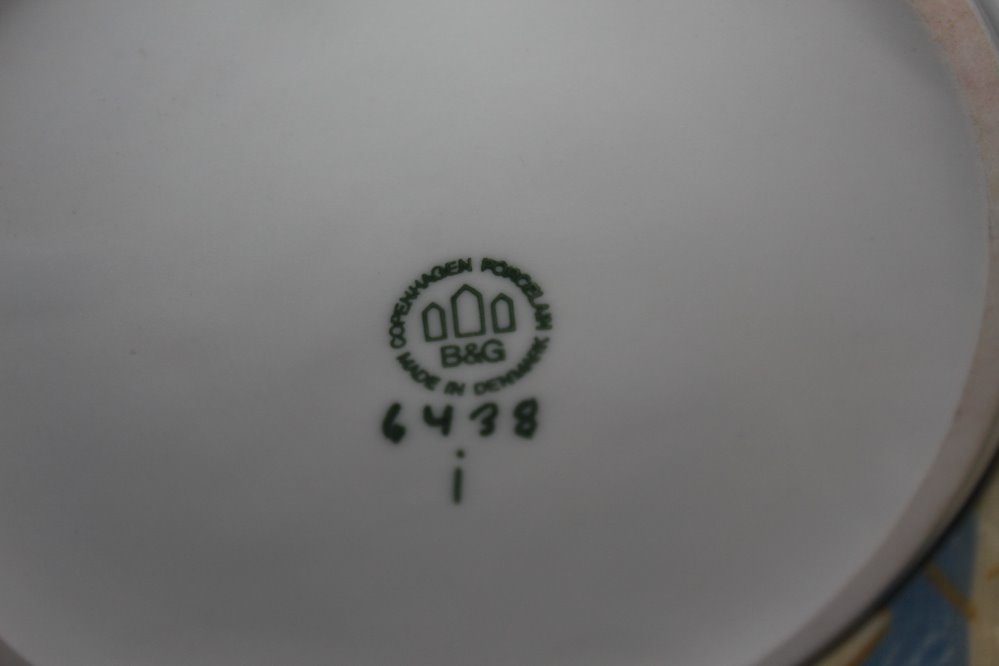 COPENHAGEN PORCELAIN
B&G
MADE IN DENMARK
6438
i